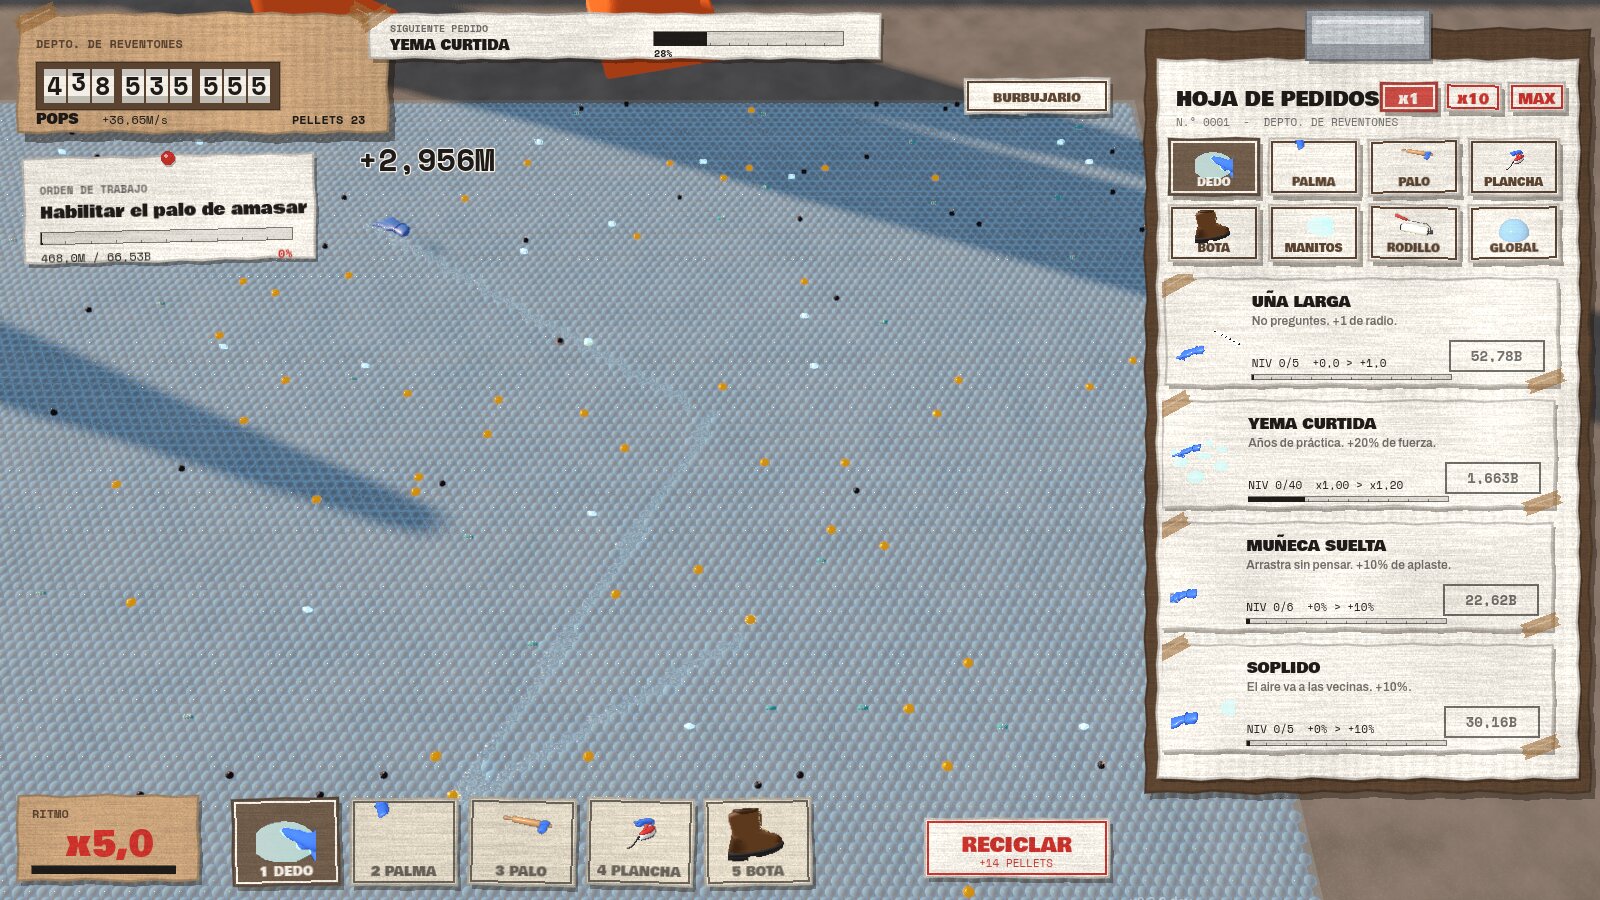 DEPTO. DE REVENTONES
438 535 555
POPS +36,65M/s PELLETS 23
SIGUIENTE PEDIDO
YEMA CURTIDA
28%
BURBUJARIO
+2,956M
ORDEN DE TRABAJO
Habilitar el palo de amasar
468,0M / 66,53B 0%
HOJA DE PEDIDOS x1 x10 MAX
N.° 0001 - DEPTO. DE REVENTONES
DEDO PALMA PALO PLANCHA
BOTA MANITOS RODILLO GLOBAL
UÑA LARGA
No preguntes. +1 de radio.
NIV 0/5 +0,0 > +1,0 52,78B
YEMA CURTIDA
Años de práctica. +20% de fuerza.
NIV 0/40 x1,00 > x1,20 1,663B
MUÑECA SUELTA
Arrastra sin pensar. +10% de aplaste.
NIV 0/6 +0% > +10% 22,62B
SOPLIDO
El aire va a las vecinas. +10%.
NIV 0/5 +0% > +10% 30,16B
RITMO
x5,0
1 DEDO 2 PALMA 3 PALO 4 PLANCHA 5 BOTA
RECICLAR
+14 PELLETS